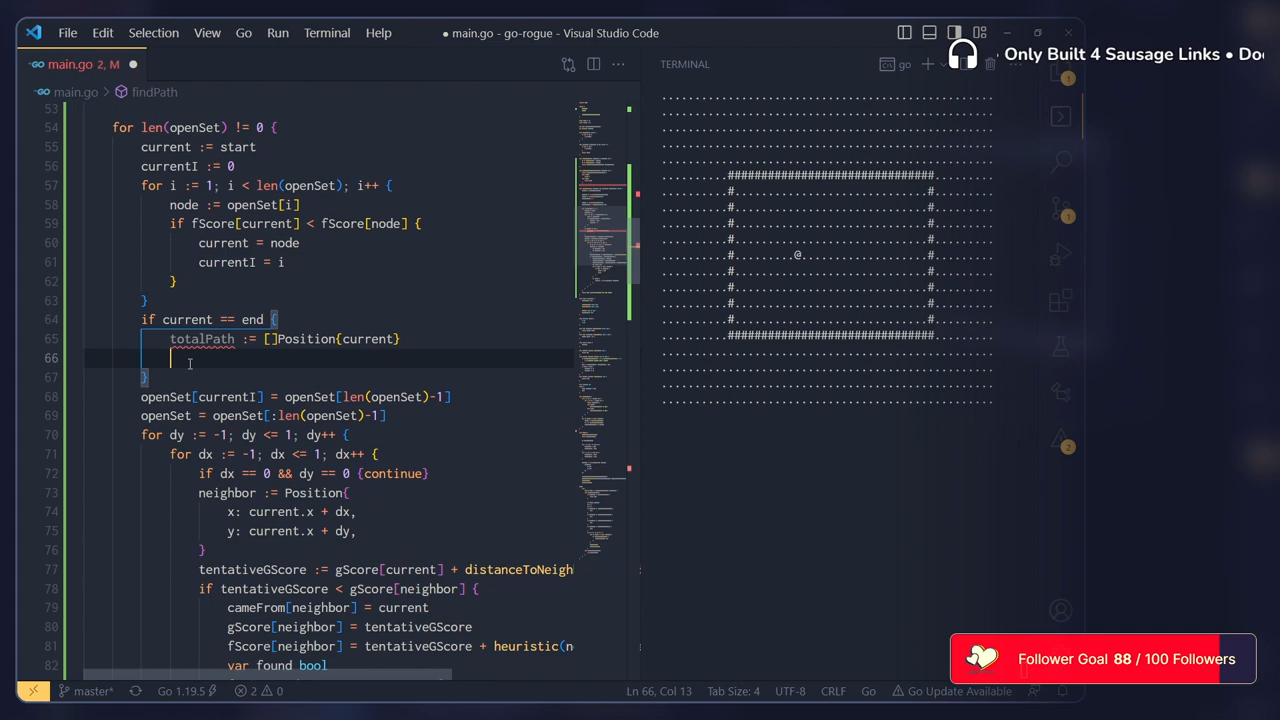 File Edit Selection View Go Run Terminal Help
● main.go - go-rogue - Visual Studio Code
Only Built 4 Sausage Links • Do
main.go 2, M ●
TERMINAL
go
main.go > findPath
53
54 for len(openSet) != 0 {
55 current := start
56 currentI := 0
57 for i := 1; i < len(openSet); i++ {
58 node := openSet[i]
59 if fScore[current] < fScore[node] {
60 current = node
61 currentI = i
62 }
63 }
64 if current == end {
65 totalPath := []Position{current}
66
67 }
68 openSet[currentI] = openSet[len(openSet)-1]
69 openSet = openSet[:len(openSet)-1]
70 for dy := -1; dy <= 1; dy++ {
71 for dx := -1; dx <= 1; dx++ {
72 if dx == 0 && dy == 0 {continue}
73 neighbor := Position{
74 x: current.x + dx,
75 y: current.x + dy,
76 }
77 tentativeGScore := gScore[current] + distanceToNeigh
78 if tentativeGScore < gScore[neighbor] {
79 cameFrom[neighbor] = current
80 gScore[neighbor] = tentativeGScore
81 fScore[neighbor] = tentativeGScore + heuristic(n
82 var found bool
@
1
1
2
Follower Goal 88 / 100 Followers
master* Go 1.19.5 2 0 Ln 66, Col 13 Tab Size: 4 UTF-8 CRLF Go Go Update Available